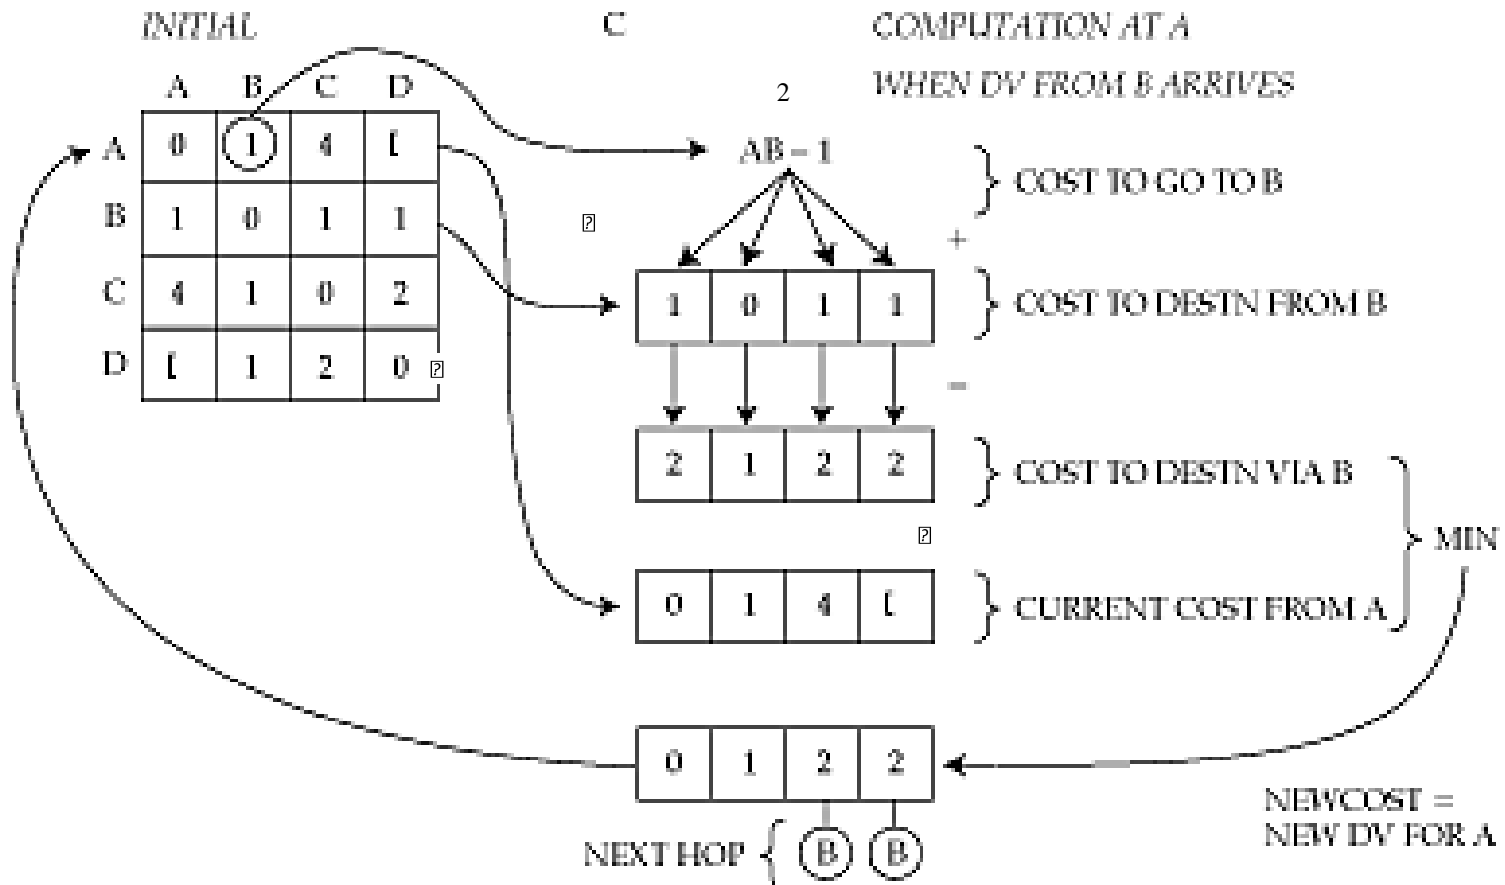 INITIAL
C
COMPUTATION AT A
WHEN DV FROM B ARRIVES
2
A B C D
A 0 1 4 [
B 1 0 1 1
C 4 1 0 2
D [ 1 2 0
AB = 1
COST TO GO TO B
+
1 0 1 1
COST TO DESTN FROM B
=
2 1 2 2
COST TO DESTN VIA B
MIN
0 1 4 [
CURRENT COST FROM A
0 1 2 2
NEWCOST =
NEW DV FOR A
NEXT HOP { B B